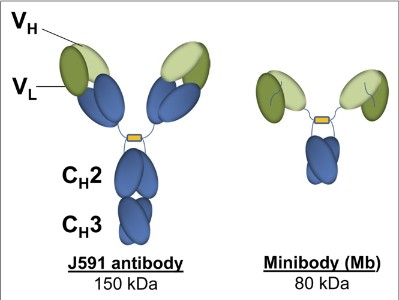 VH
VL
CH2
CH3
J591 antibody
150 kDa
Minibody (Mb)
80 kDa